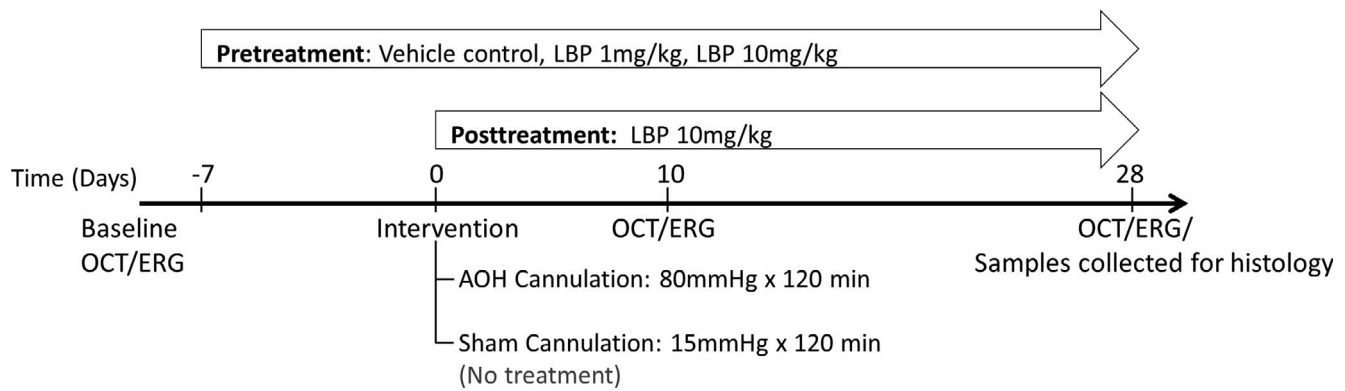 Pretreatment: Vehicle control, LBP 1mg/kg, LBP 10mg/kg
Posttreatment: LBP 10mg/kg
Time (Days) -7 0 10 28
Baseline Intervention OCT/ERG OCT/ERG/
OCT/ERG Samples collected for histology
AOH Cannulation: 80mmHg x 120 min
Sham Cannulation: 15mmHg x 120 min
(No treatment)